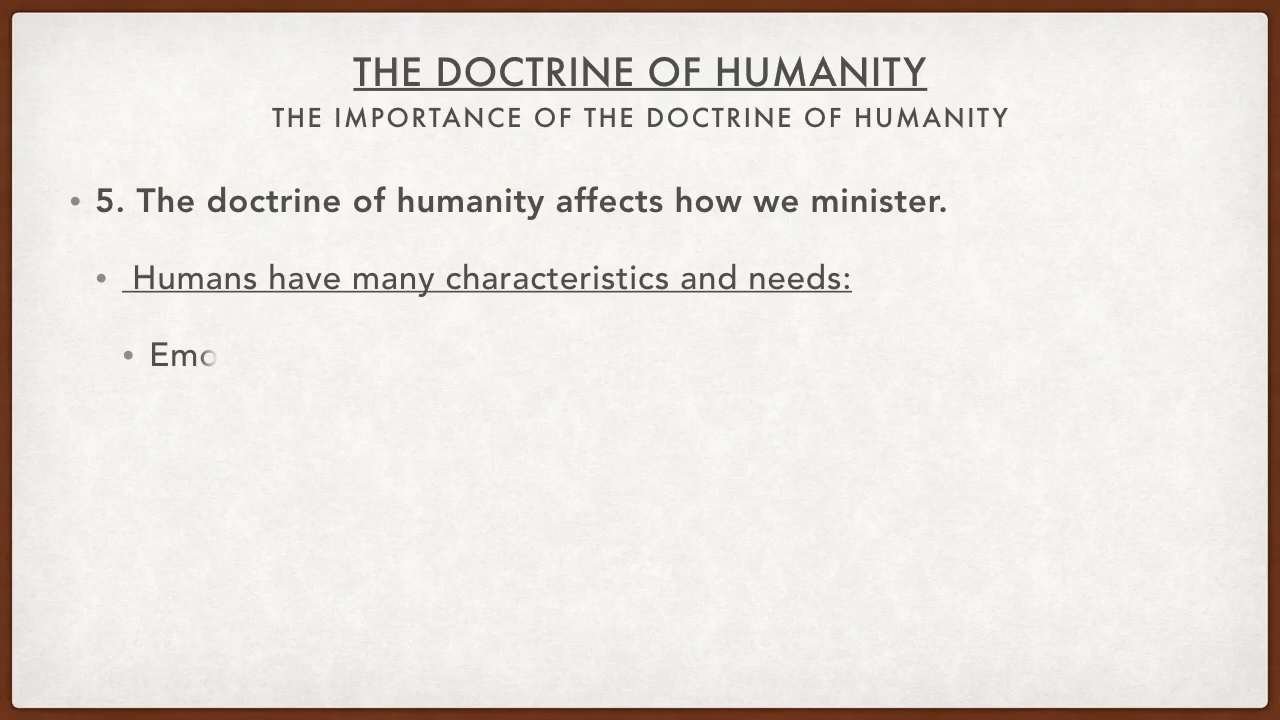 THE DOCTRINE OF HUMANITY
THE IMPORTANCE OF THE DOCTRINE OF HUMANITY
• 5. The doctrine of humanity affects how we minister.
• Humans have many characteristics and needs:
• Emo